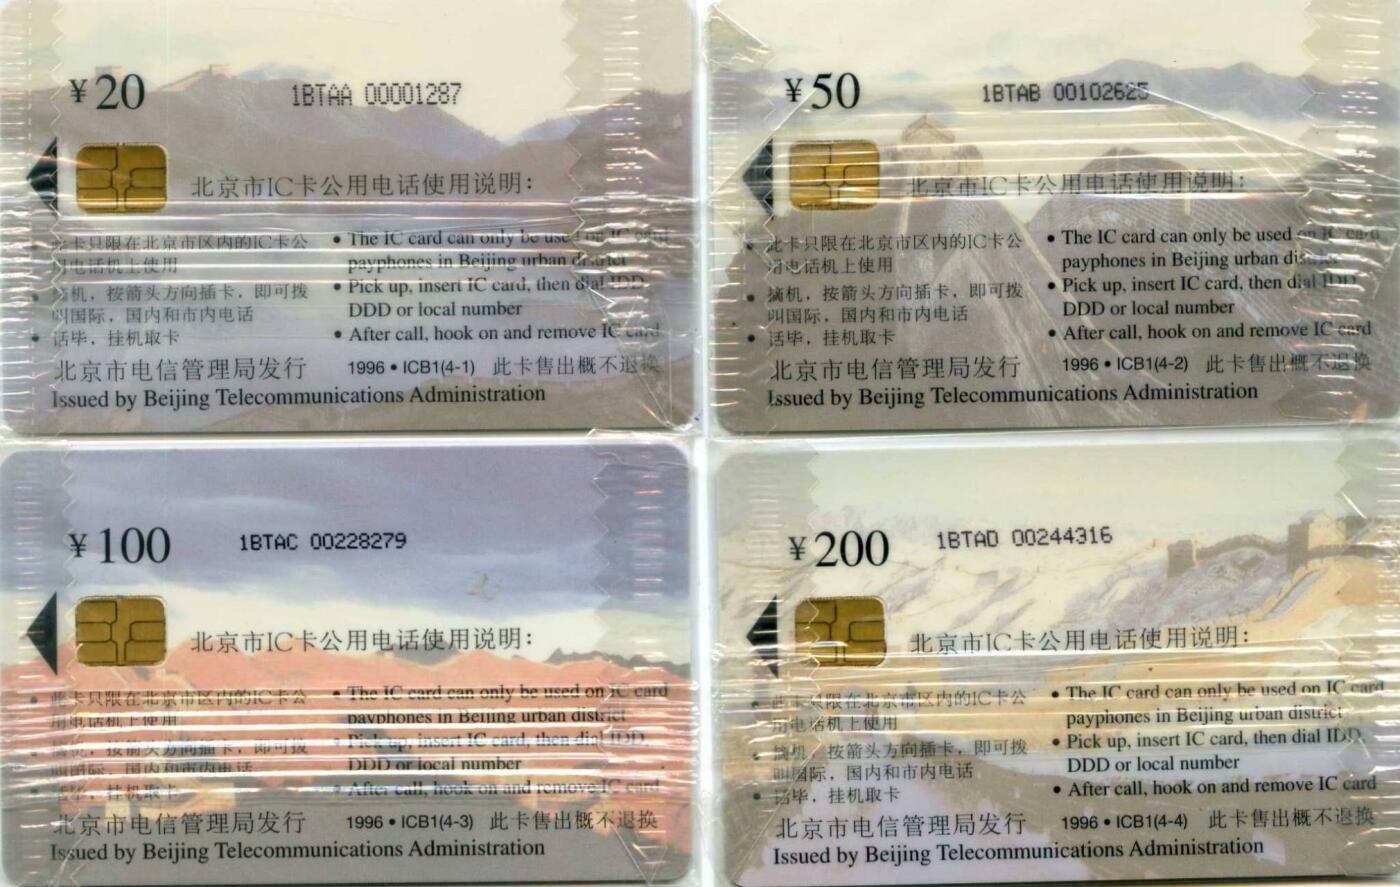 ¥20
1BTAA 00001287
北京市IC卡公用电话使用说明：
• 此卡只限在北京市区内的IC卡公
用电话机上使用
• 摘机，按箭头方向插卡，即可拨
叫国际，国内和市内电话
• 话毕，挂机取卡
• The IC card can only be used on IC card
payphones in Beijing urban district
• Pick up, insert IC card, then dial IDD,
DDD or local number
• After call, hook on and remove IC card
北京市电信管理局发行 1996 • ICB1(4-1) 此卡售出概不退换
Issued by Beijing Telecommunications Administration
¥50
1BTAB 00102625
北京市IC卡公用电话使用说明：
• 此卡只限在北京市区内的IC卡公
用电话机上使用
• 摘机，按箭头方向插卡，即可拨
叫国际，国内和市内电话
• 话毕，挂机取卡
• The IC card can only be used on IC card
payphones in Beijing urban district
• Pick up, insert IC card, then dial IDD,
DDD or local number
• After call, hook on and remove IC card
北京市电信管理局发行 1996 • ICB1(4-2) 此卡售出概不退换
Issued by Beijing Telecommunications Administration
¥100
1BTAC 00228279
北京市IC卡公用电话使用说明：
• 此卡只限在北京市区内的IC卡公
用电话机上使用
• 摘机，按箭头方向插卡，即可拨
叫国际，国内和市内电话
• 话毕，挂机取卡
• The IC card can only be used on IC card
payphones in Beijing urban district
• Pick up, insert IC card, then dial IDD,
DDD or local number
• After call, hook on and remove IC card
北京市电信管理局发行 1996 • ICB1(4-3) 此卡售出概不退换
Issued by Beijing Telecommunications Administration
¥200
1BTAD 00244316
北京市IC卡公用电话使用说明：
• 此卡只限在北京市区内的IC卡公
用电话机上使用
• 摘机，按箭头方向插卡，即可拨
叫国际，国内和市内电话
• 话毕，挂机取卡
• The IC card can only be used on IC card
payphones in Beijing urban district
• Pick up, insert IC card, then dial IDD,
DDD or local number
• After call, hook on and remove IC card
北京市电信管理局发行 1996 • ICB1(4-4) 此卡售出概不退换
Issued by Beijing Telecommunications Administration